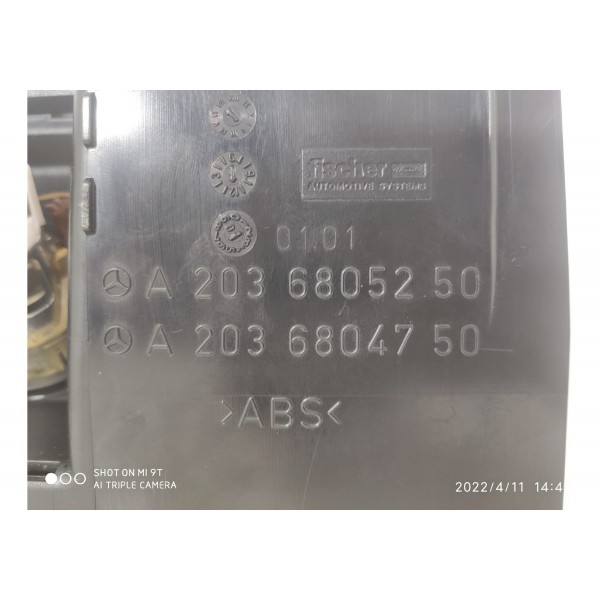 fischer
AUTOMOTIVE SYSTEMS
01.01
A 203 68052 50
A 203 68047 50
>ABS<
SHOT ON MI 9T
AI TRIPLE CAMERA
2022/4/11 14:4